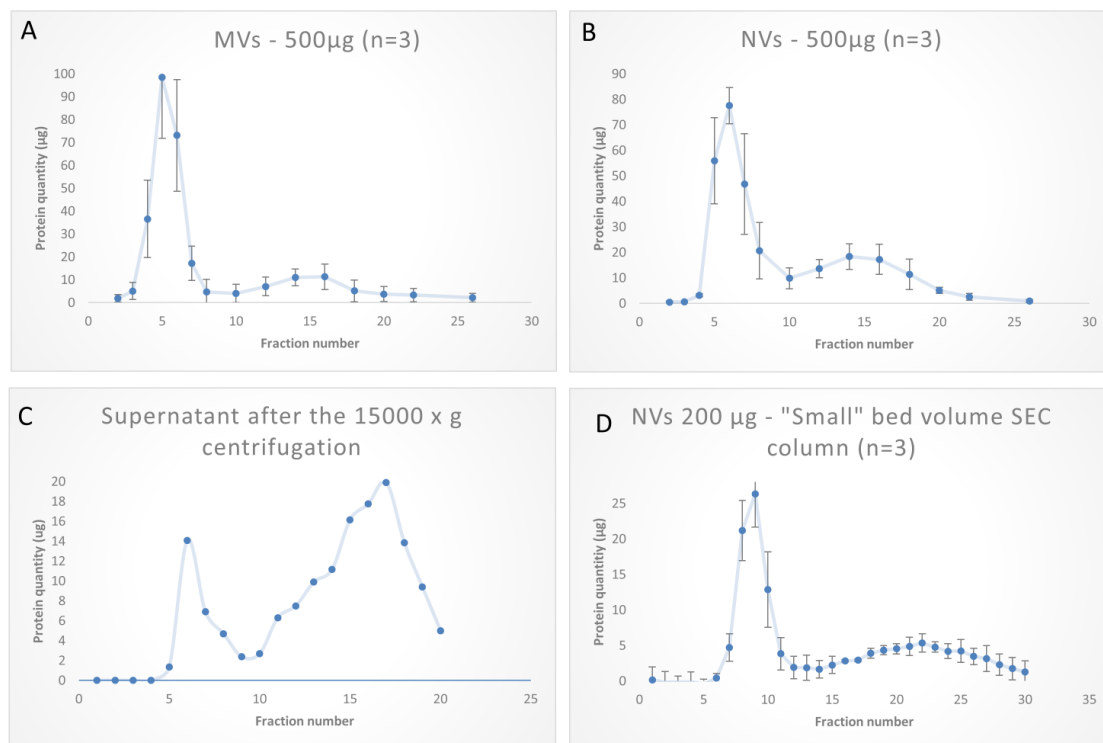 A
MVs - 500µg (n=3)
Protein quantity (µg)
100
90
80
70
60
50
40
30
20
10
0
0 5 10 15 20 25 30
Fraction number
B
NVs - 500µg (n=3)
Protein quantity (µg)
90
80
70
60
50
40
30
20
10
0
0 5 10 15 20 25 30
Fraction number
C
Supernatant after the 15000 x g
centrifugation
Protein quantity (ug)
20
18
16
14
12
10
8
6
4
2
0
0 5 10 15 20
Fraction number
D
NVs 200 µg - "Small" bed volume SEC
column (n=3)
Protein quantitiy (µg)
25
20
15
10
5
0
0 5 10 15 20 25 30 35
Fraction number